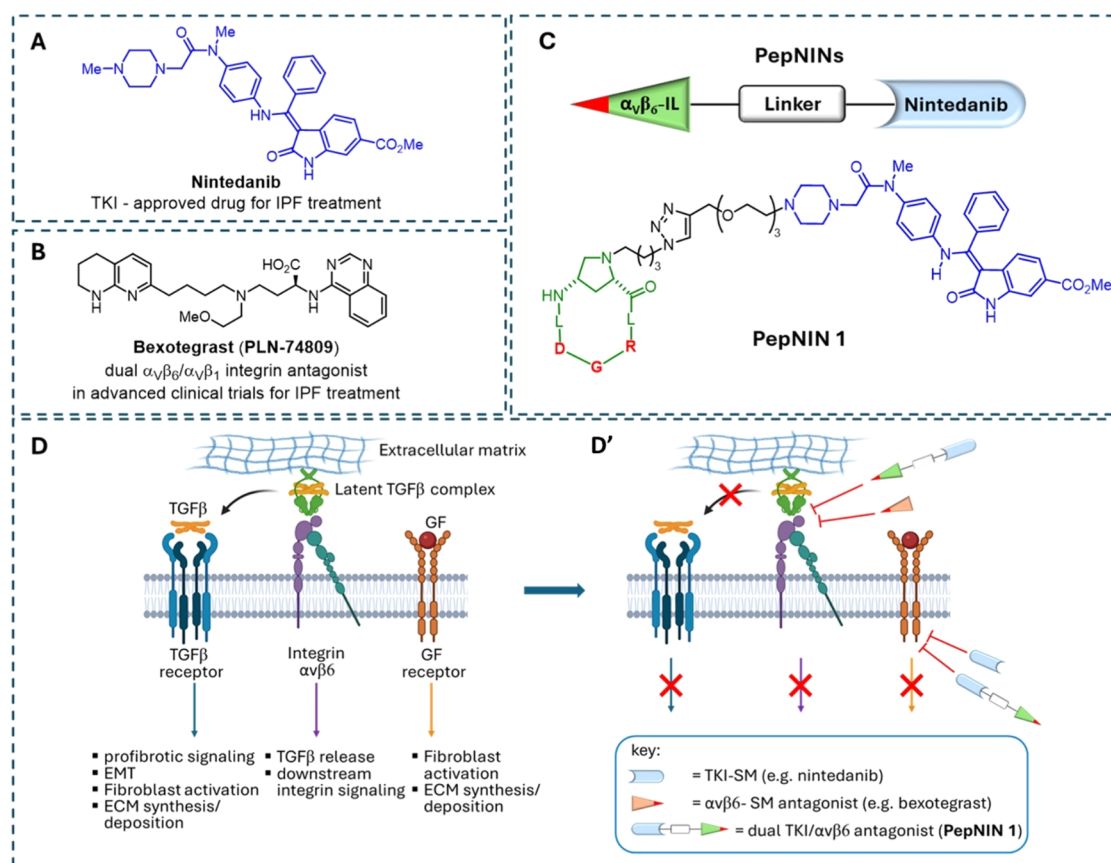 A
Me
O
N
Me
N
N
HN
O
N
H
CO2Me
Nintedanib
TKI - approved drug for IPF treatment
B
N
H
N
N
MeO
HO2C
N
H
N
N
Bexotegrast (PLN-74809)
dual αVβ6/αVβ1 integrin antagonist
in advanced clinical trials for IPF treatment
C
PepNINs
αVβ6-IL
Linker
Nintedanib
N
N
N
O
3
N
N
O
Me
N
N
H
O
N
H
CO2Me
N
3
HN
O
L
L
D
G
R
PepNIN 1
D
Extracellular matrix
Latent TGFβ complex
TGFβ
GF
TGFβ
receptor
Integrin
αvβ6
GF
receptor
▪ profibrotic signaling
▪ EMT
▪ Fibroblast activation
▪ ECM synthesis/
deposition
▪ TGFβ release
▪ downstream
integrin signaling
▪ Fibroblast
activation
▪ ECM synthesis/
deposition
D’
key:
= TKI-SM (e.g. nintedanib)
= αvβ6- SM antagonist (e.g. bexotegrast)
= dual TKI/αvβ6 antagonist (PepNIN 1)